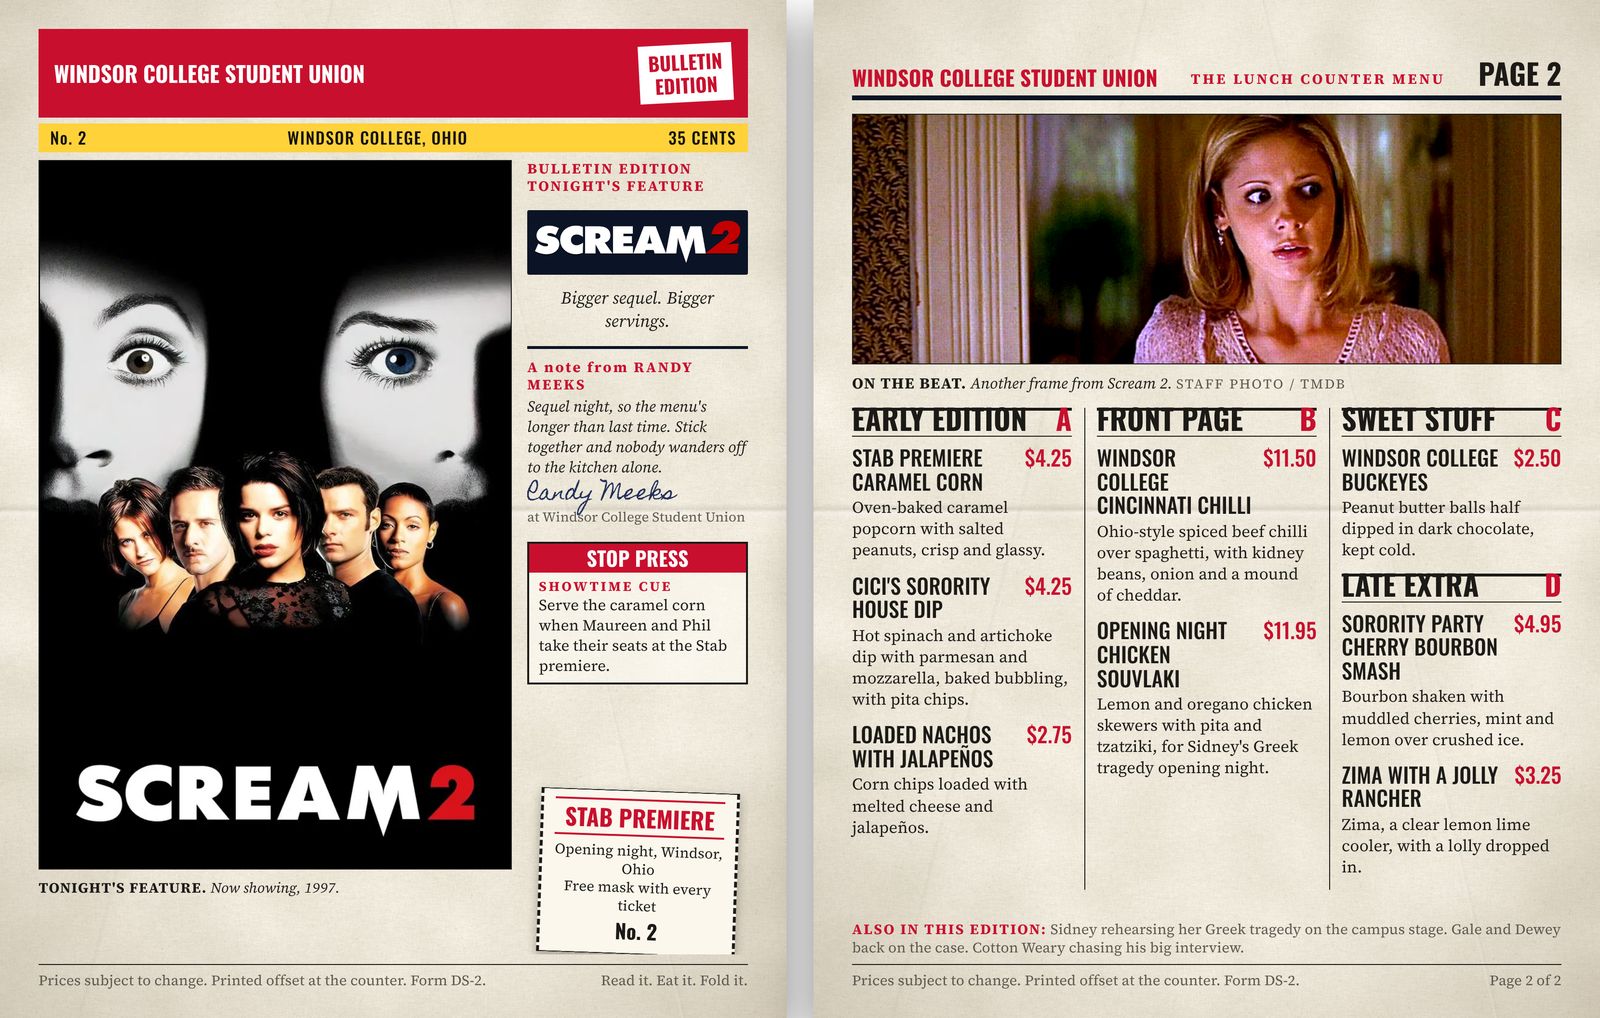 WINDSOR COLLEGE STUDENT UNION
BULLETIN
EDITION
No. 2
WINDSOR COLLEGE, OHIO
35 CENTS
SCREAM 2
TONIGHT'S FEATURE. Now showing, 1997.
BULLETIN EDITION
TONIGHT'S FEATURE
SCREAM 2
Bigger sequel. Bigger
servings.
A note from RANDY
MEEKS
Sequel night, so the menu's
longer than last time. Stick
together and nobody wanders off
to the kitchen alone.
Randy Meeks
at Windsor College Student Union
STOP PRESS
SHOWTIME CUE
Serve the caramel corn
when Maureen and Phil
take their seats at the Stab
premiere.
STAB PREMIERE
Opening night, Windsor,
Ohio
Free mask with every
ticket
No. 2
Prices subject to change. Printed offset at the counter. Form DS-2.
Read it. Eat it. Fold it.
WINDSOR COLLEGE STUDENT UNION
THE LUNCH COUNTER MENU
PAGE 2
ON THE BEAT. Another frame from Scream 2. STAFF PHOTO / TMDB
EARLY EDITION A
STAB PREMIERE $4.25
CARAMEL CORN
Oven-baked caramel
popcorn with salted
peanuts, crisp and glassy.
CICI'S SORORITY $4.25
HOUSE DIP
Hot spinach and artichoke
dip with parmesan and
mozzarella, baked bubbling,
with pita chips.
LOADED NACHOS $2.75
WITH JALAPEÑOS
Corn chips loaded with
melted cheese and
jalapeños.
FRONT PAGE B
WINDSOR $11.50
COLLEGE
CINCINNATI CHILLI
Ohio-style spiced beef chilli
over spaghetti, with kidney
beans, onion and a mound
of cheddar.
OPENING NIGHT $11.95
CHICKEN
SOUVLAKI
Lemon and oregano chicken
skewers with pita and
tzatziki, for Sidney's Greek
tragedy opening night.
SWEET STUFF C
WINDSOR COLLEGE $2.50
BUCKEYES
Peanut butter balls half
dipped in dark chocolate,
kept cold.
LATE EXTRA D
SORORITY PARTY $4.95
CHERRY BOURBON
SMASH
Bourbon shaken with
muddled cherries, mint and
lemon over crushed ice.
ZIMA WITH A JOLLY $3.25
RANCHER
Zima, a clear lemon lime
cooler, with a lolly dropped
in.
ALSO IN THIS EDITION: Sidney rehearsing her Greek tragedy on the campus stage. Gale and Dewey
back on the case. Cotton Weary chasing his big interview.
Prices subject to change. Printed offset at the counter. Form DS-2.
Page 2 of 2